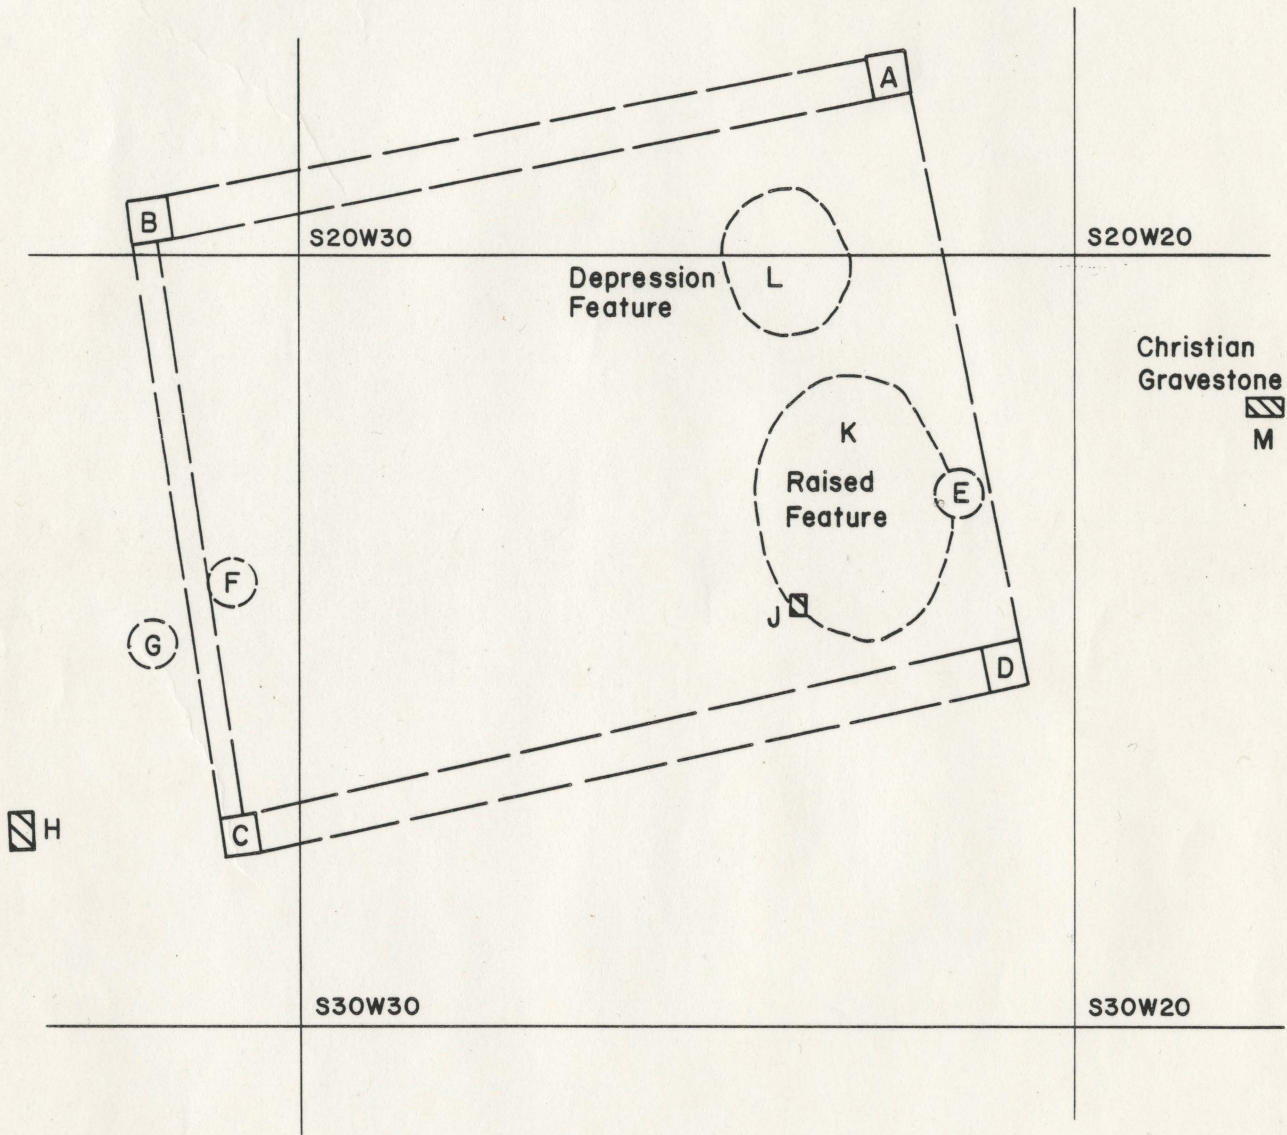 A
B
S20W30
S20W20
Depression
Feature
L
Christian
Gravestone
M
K
Raised
Feature
E
F
J
G
D
H
C
S30W30
S30W20